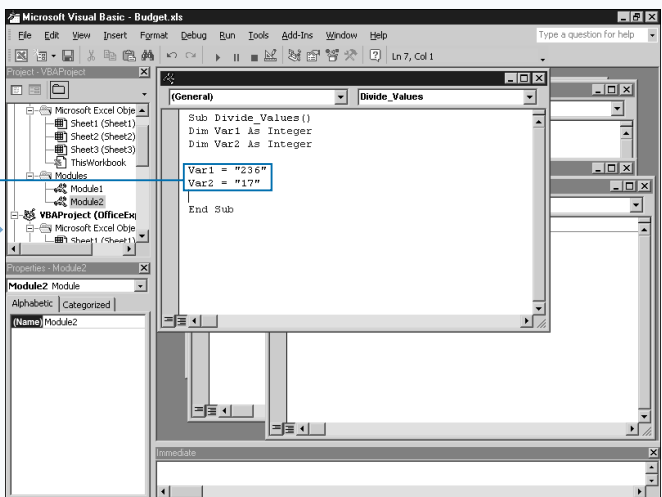 Microsoft Visual Basic - Budget.xls
File Edit View Insert Format Debug Run Tools Add-Ins Window Help
Type a question for help
Ln 7, Col 1
Project - VBAProject
Microsoft Excel Obje
Sheet1 (Sheet1)
Sheet2 (Sheet2)
Sheet3 (Sheet3)
ThisWorkbook
Modules
Module1
Module2
VBAProject (OfficeEx
Microsoft Excel Obje
Sheet1 (Sheet1)
Properties - Module2
Module2 Module
Alphabetic Categorized
(Name) Module2
(General) Divide_Values
Sub Divide_Values()
Dim Var1 As Integer
Dim Var2 As Integer
Var1 = "236"
Var2 = "17"
End Sub
Immediate